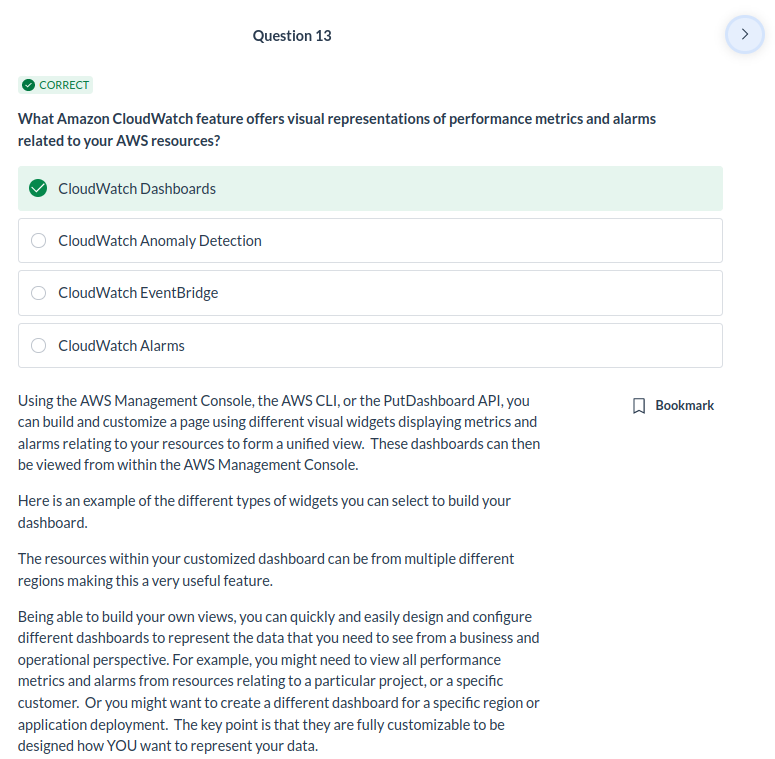 Question 13
CORRECT
What Amazon CloudWatch feature offers visual representations of performance metrics and alarms
related to your AWS resources?
CloudWatch Dashboards
CloudWatch Anomaly Detection
CloudWatch EventBridge
CloudWatch Alarms
Using the AWS Management Console, the AWS CLI, or the PutDashboard API, you
can build and customize a page using different visual widgets displaying metrics and
alarms relating to your resources to form a unified view.  These dashboards can then
be viewed from within the AWS Management Console.
Bookmark
Here is an example of the different types of widgets you can select to build your
dashboard.
The resources within your customized dashboard can be from multiple different
regions making this a very useful feature.
Being able to build your own views, you can quickly and easily design and configure
different dashboards to represent the data that you need to see from a business and
operational perspective. For example, you might need to view all performance
metrics and alarms from resources relating to a particular project, or a specific
customer.  Or you might want to create a different dashboard for a specific region or
application deployment.  The key point is that they are fully customizable to be
designed how YOU want to represent your data.